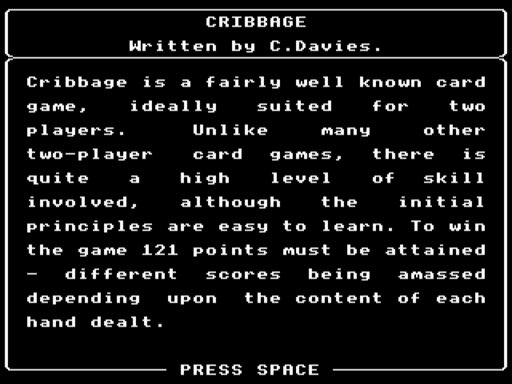 CRIBBAGE
Written by C.Davies.
Cribbage is a fairly well known card
game, ideally suited for two
players. Unlike many other
two-player card games, there is
quite a high level of skill
involved, although the initial
principles are easy to learn. To win
the game 121 points must be attained
- different scores being amassed
depending upon the content of each
hand dealt.
PRESS SPACE